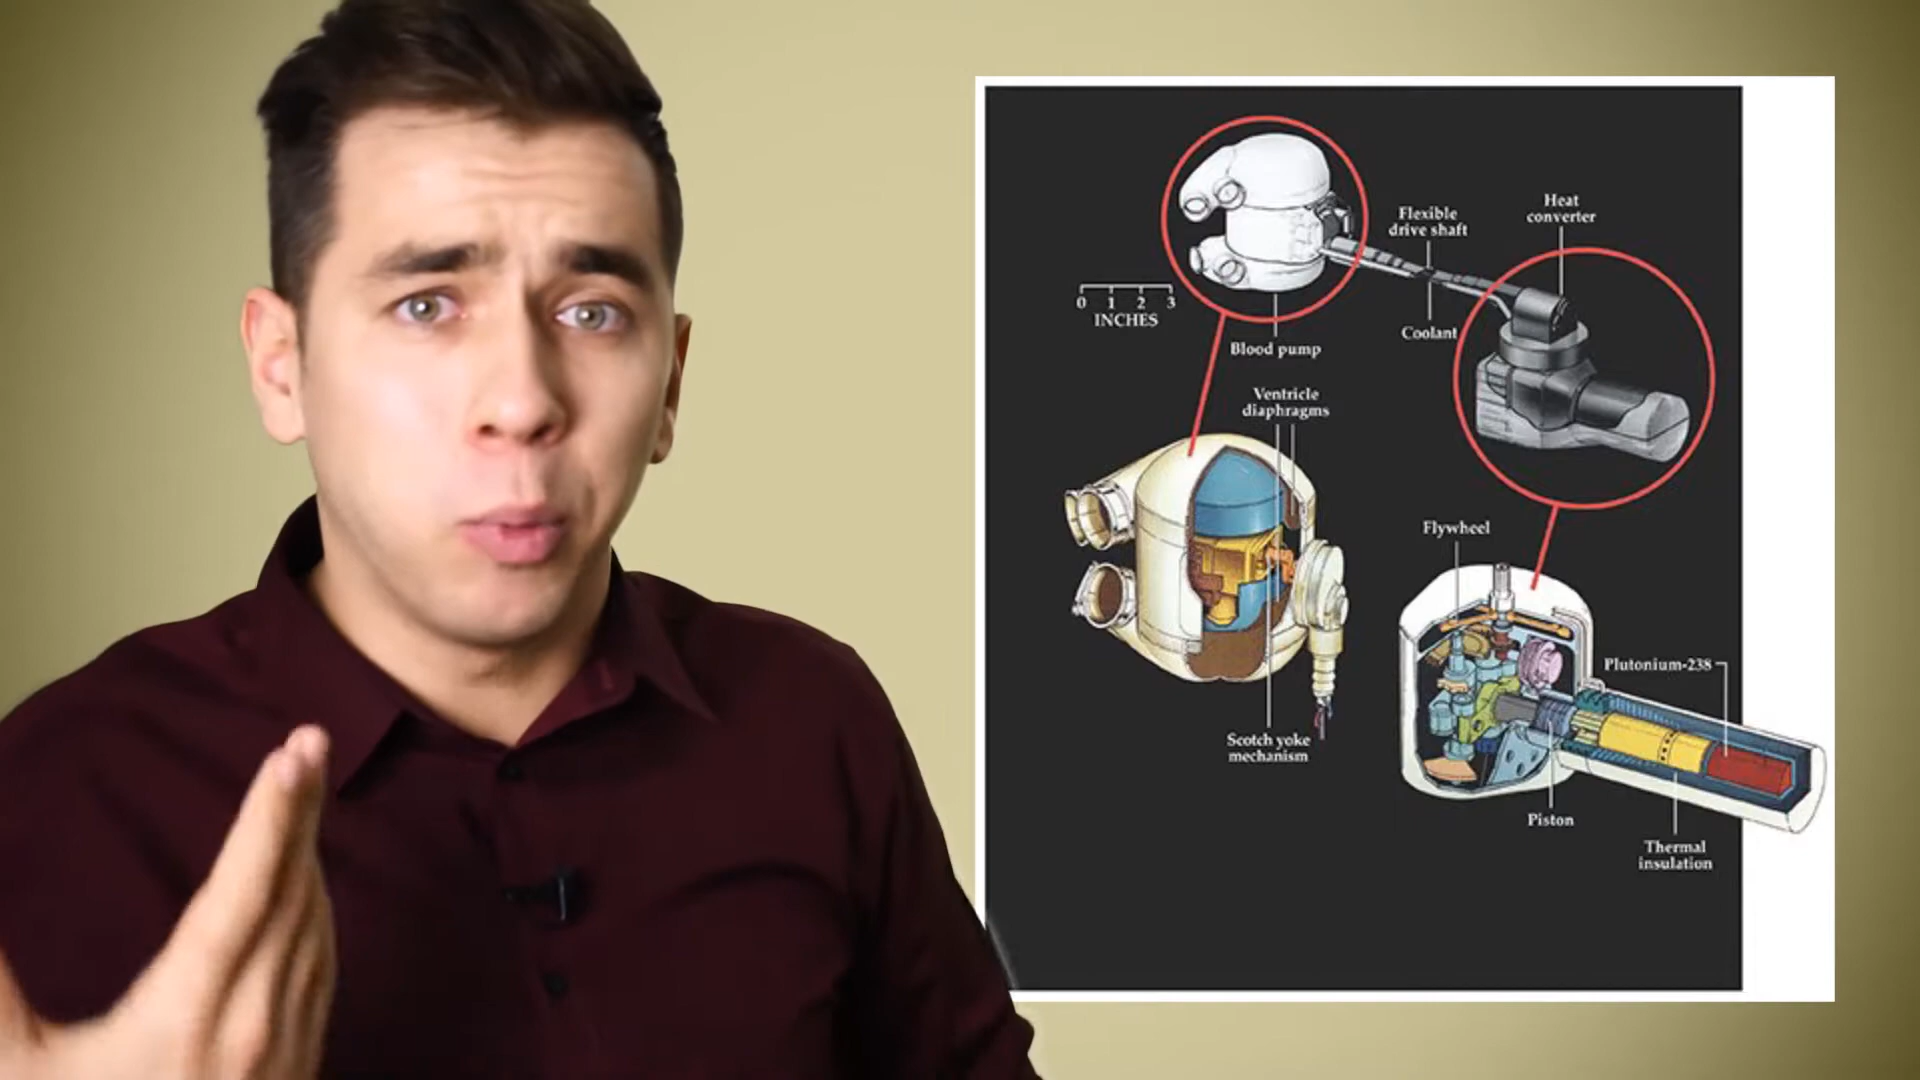 Heat
converter
Flexible
drive shaft
0 1 2 3
INCHES
Coolant
Blood pump
Ventricle
diaphragms
Flywheel
Plutonium-238
Scotch yoke
mechanism
Piston
Thermal
insulation